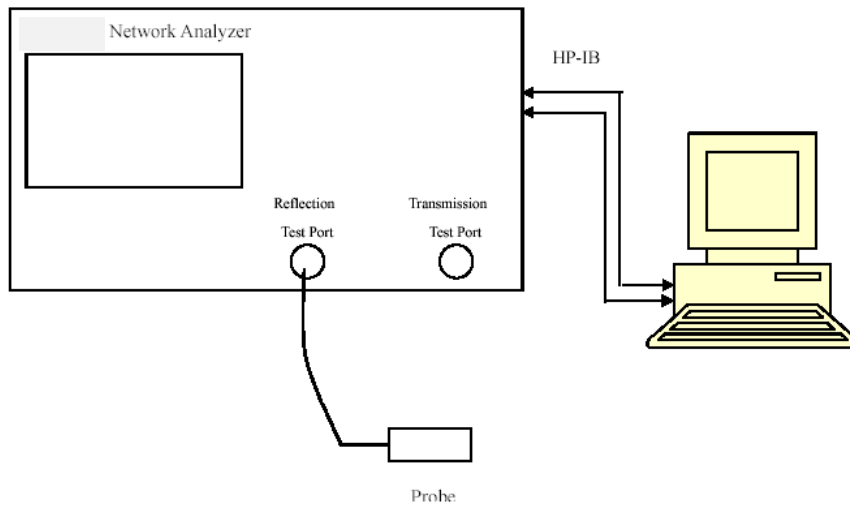 Network Analyzer
HP-IB
Reflection
Test Port
Transmission
Test Port
Probe